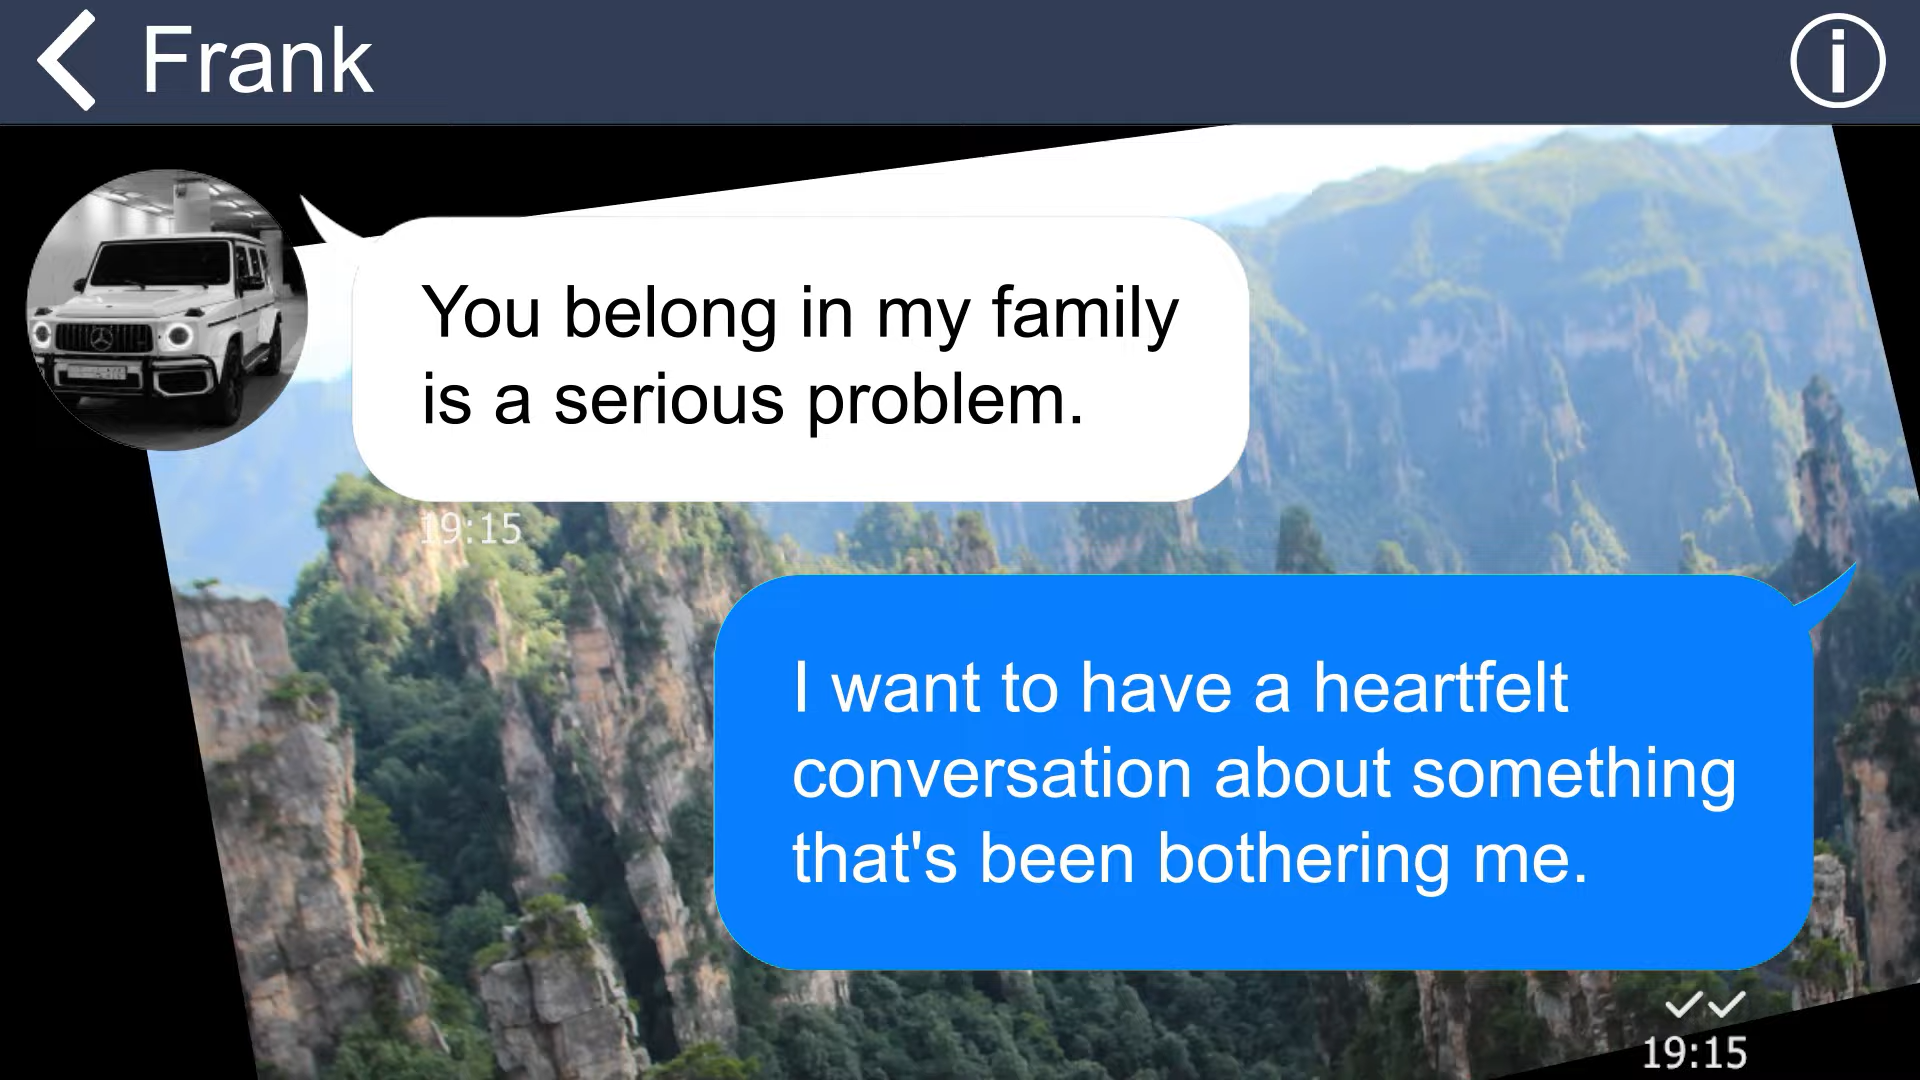 Frank
You belong in my family
is a serious problem.
19:15
I want to have a heartfelt
conversation about something
that's been bothering me.
19:15